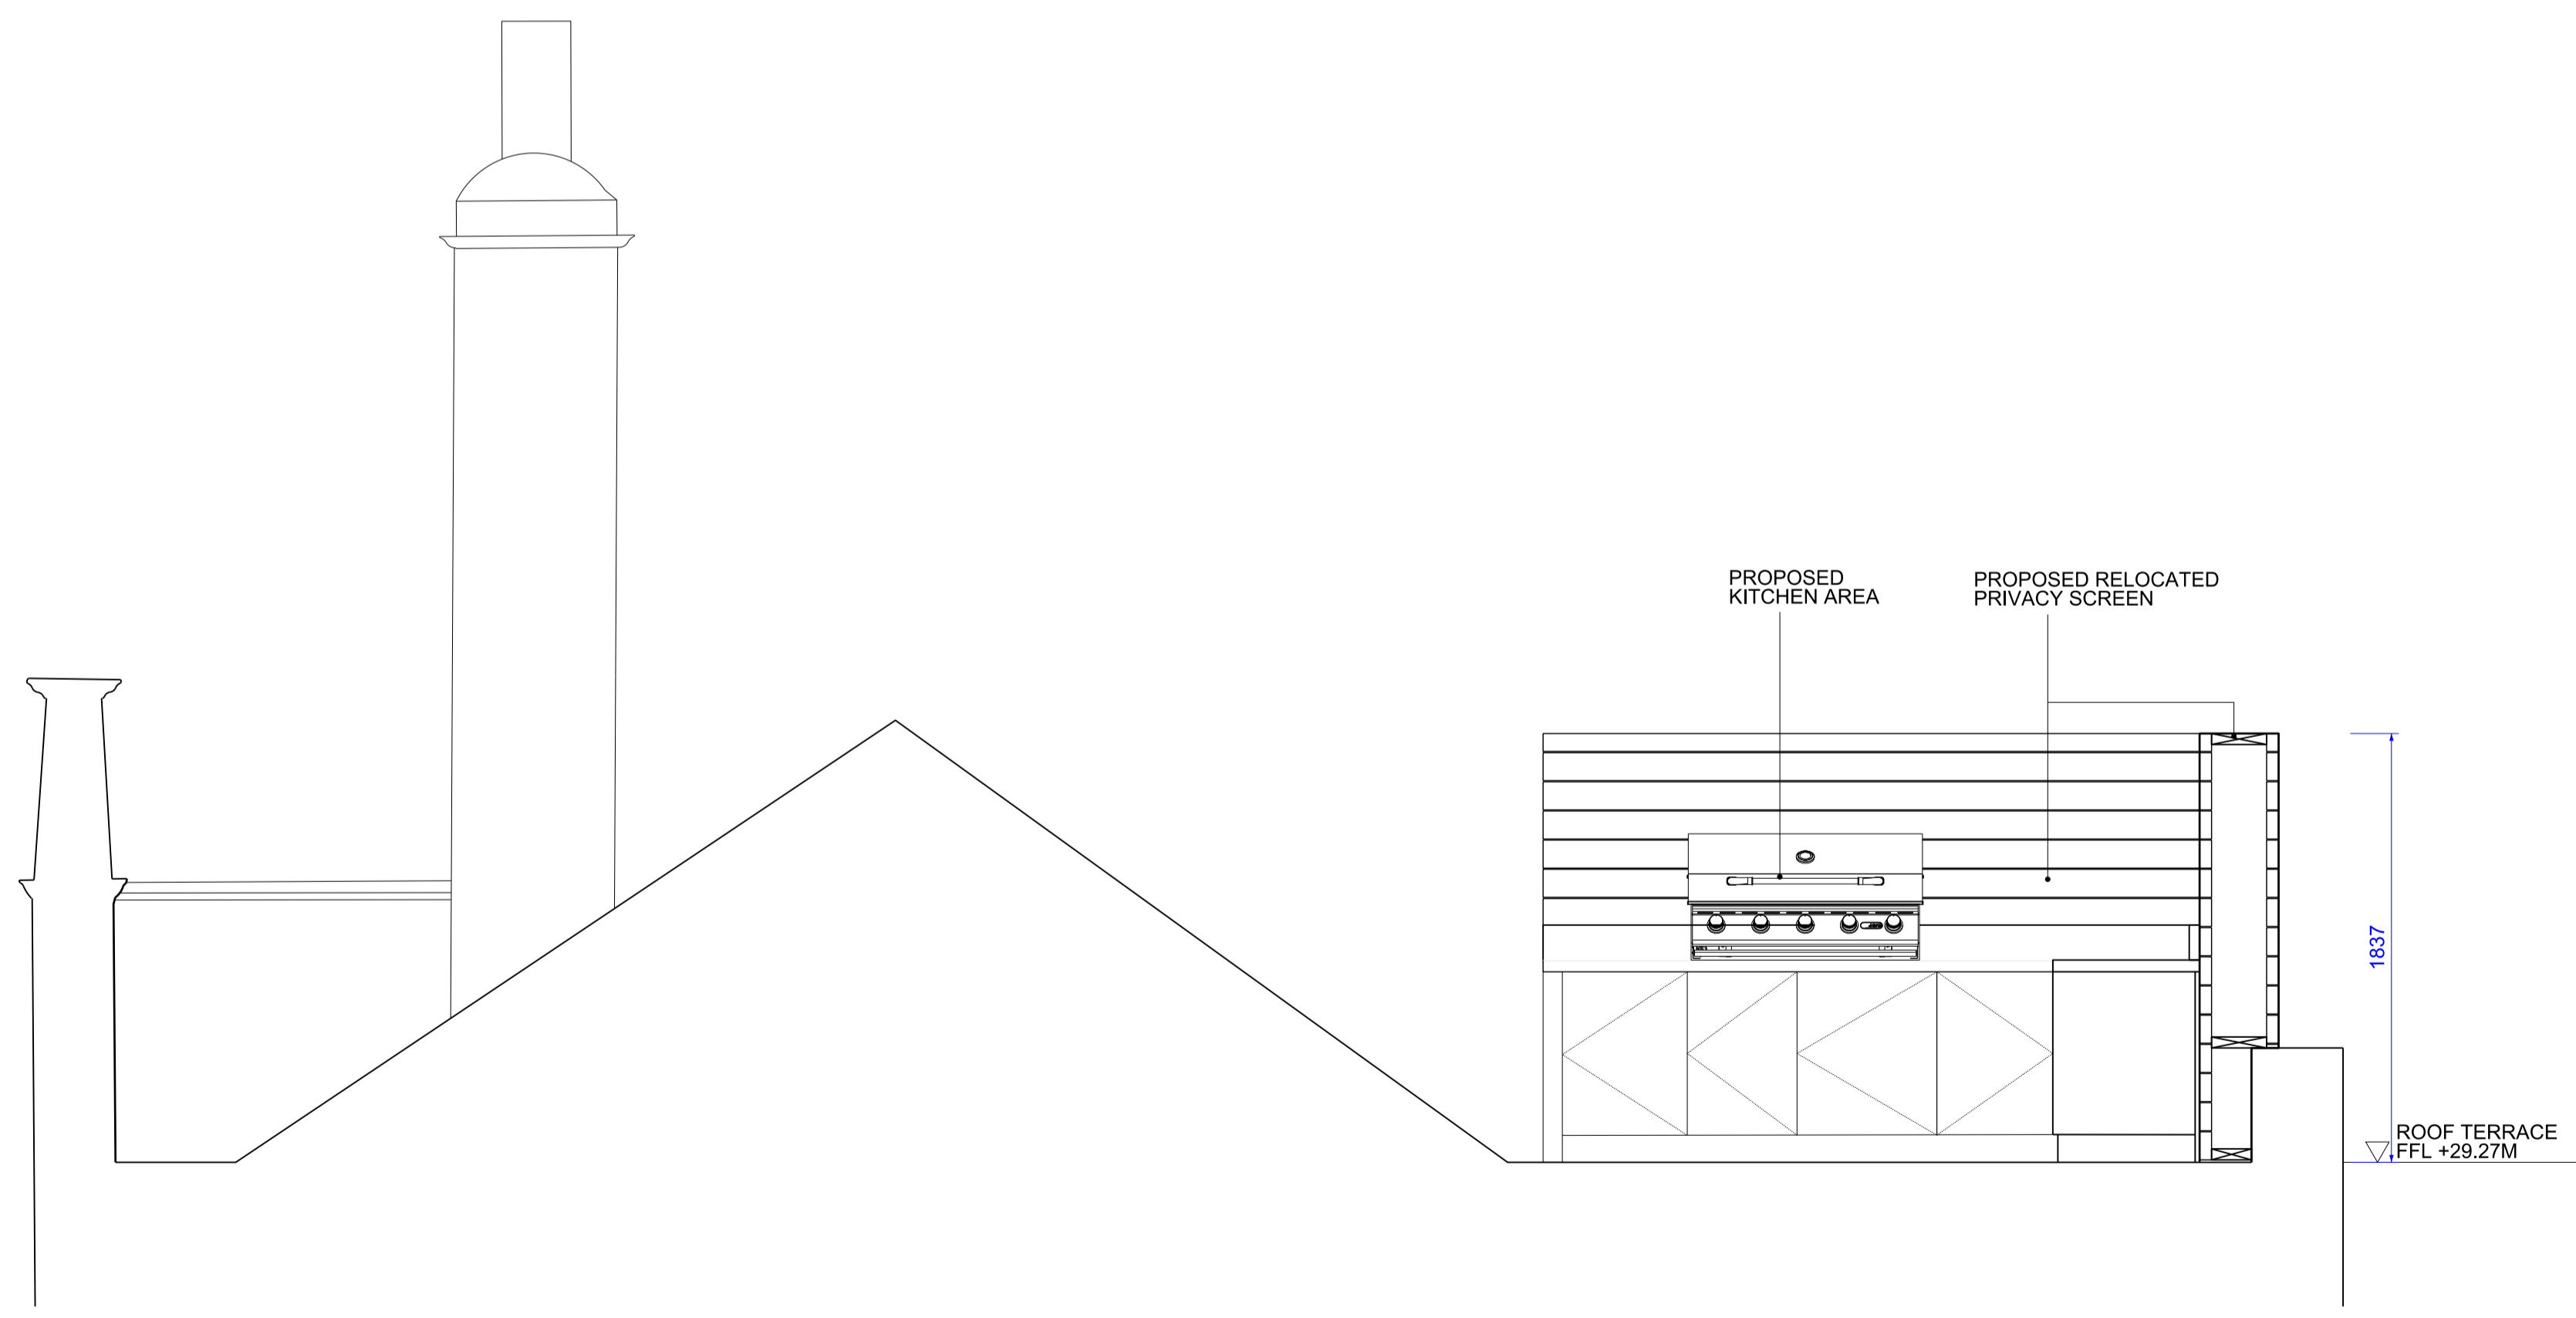 PROPOSED
KITCHEN AREA
PROPOSED RELOCATED
PRIVACY SCREEN
1837
ROOF TERRACE
FFL +29.27M